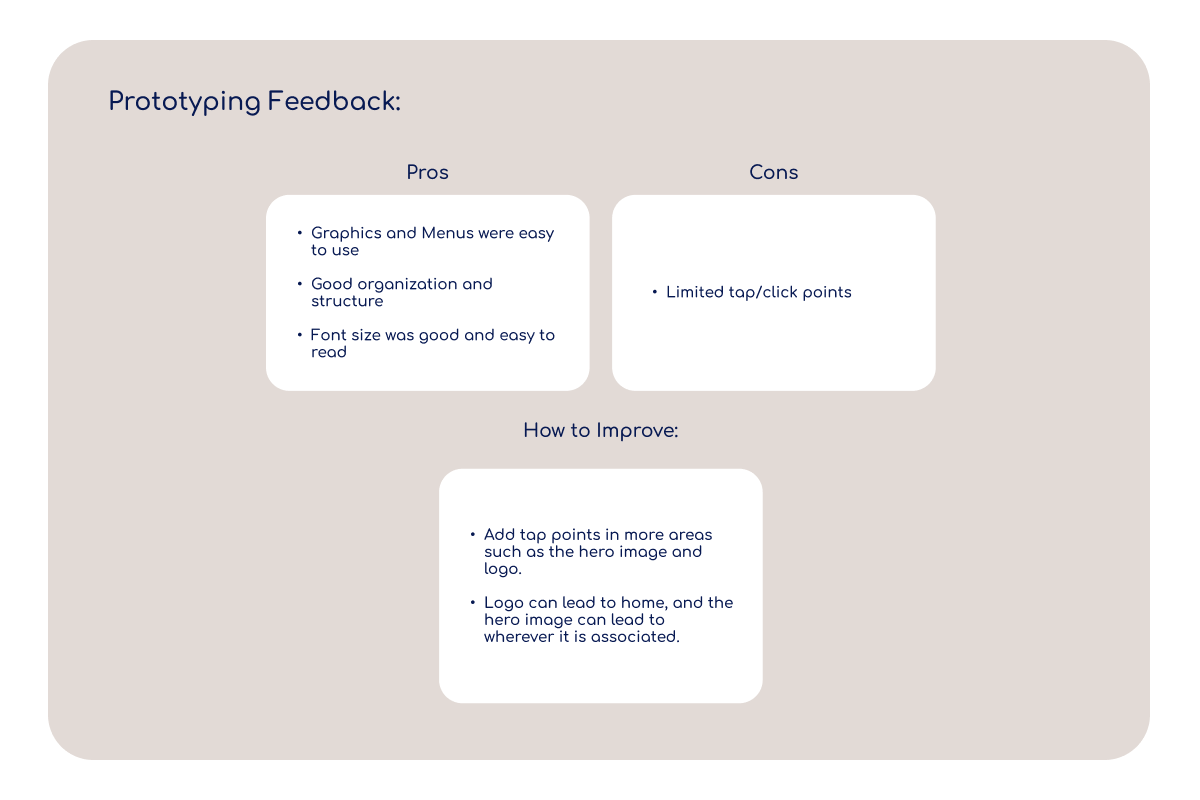 Prototyping Feedback:
Pros
• Graphics and Menus were easy
to use
• Good organization and
structure
• Font size was good and easy to
read
Cons
• Limited tap/click points
How to Improve:
• Add tap points in more areas
such as the hero image and
logo.
• Logo can lead to home, and the
hero image can lead to
wherever it is associated.